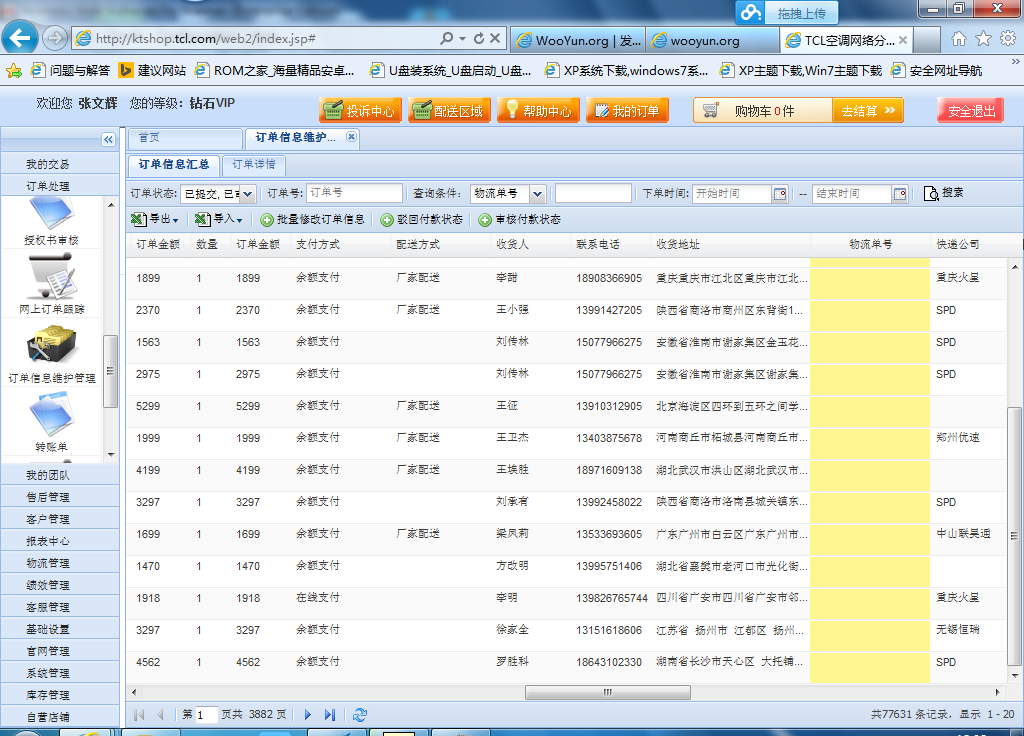 拖拽上传
http://ktshop.tcl.com/web2/index.jsp#
WooYun.org | 发...
wooyun.org
TCL空调网络分...
问题与解答 建议网站 ROM之家_海量精品安卓... U盘装系统_U盘启动_U盘... XP系统下载,windows7系... XP主题下载,Win7主题下载 安全网址导航
欢迎您 张文辉 您的等级: 钻石VIP
投诉中心 配送区域 帮助中心 我的订单 购物车 0 件 去结算 安全退出
首页 订单信息维护...
我的交易
订单信息汇总 订单详情
订单处理
订单状态: 已提交, 已 订单号: 订单号 查询条件: 物流单号 下单时间: 开始时间 -- 结束时间 搜索
导出 导入 批量修改订单信息 驳回付款状态 审核付款状态
授权书审核
网上订单跟踪
订单信息维护管理
转账单
我的团队
售后管理
客户管理
报表中心
物流管理
绩效管理
客服管理
基础设置
官网管理
系统管理
库存管理
自营店铺
订单金额 数量 订单金额 支付方式 配送方式 收货人 联系电话 收货地址 物流单号 快递公司
1899 1 1899 余额支付 厂家配送 李甜 18908366905 重庆重庆市江北区重庆市江北... 重庆火星
2370 1 2370 余额支付 厂家配送 王小强 13991427205 陕西省商洛市商州区东背街1... SPD
1563 1 1563 余额支付 刘传林 15077966275 安徽省淮南市谢家集区金玉花... SPD
2975 1 2975 余额支付 刘传林 15077966275 安徽省淮南市谢家集区谢家集... SPD
5299 1 5299 余额支付 厂家配送 王征 13910312905 北京海淀区四环到五环之间学...
1999 1 1999 余额支付 厂家配送 王卫杰 13403875678 河南商丘市柘城县河南商丘市... 郑州优速
4199 1 4199 余额支付 厂家配送 王埃胜 18971609138 湖北武汉市洪山区湖北武汉市...
3297 1 3297 余额支付 刘承有 13992458022 陕西省商洛市洛南县城关镇东... SPD
1699 1 1699 余额支付 厂家配送 梁凤莉 13533693605 广东广州市白云区广东广州市... 中山联昊通
1470 1 1470 余额支付 方改明 13995751406 湖北省襄樊市老河口市光化街...
1918 1 1918 在线支付 李明 139826765744 四川省广安市四川省广安市邻... 重庆火星
3297 1 3297 余额支付 徐家全 13151618606 江苏省 扬州市 江都区 扬州... 无锡恒瑞
4562 1 4562 余额支付 罗胜科 18643102330 湖南省长沙市天心区 大托铺... SPD
第 1 页共 3882 页 共77631 条记录，显示 1 - 20